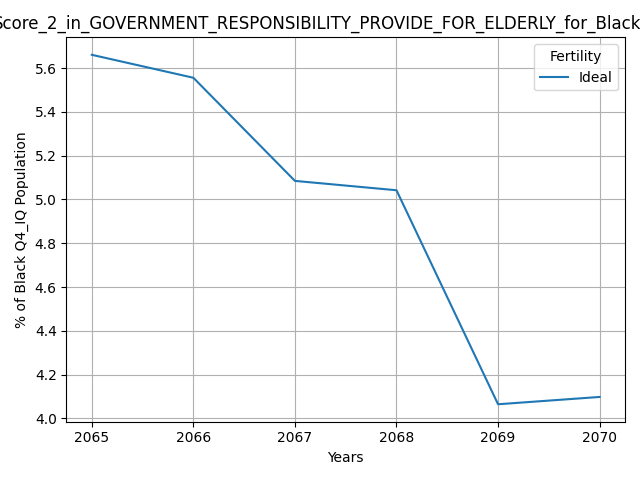 Score_2_in_GOVERNMENT_RESPONSIBILITY_PROVIDE_FOR_ELDERLY_for_Black
Fertility
Ideal
5.6
5.4
5.2
5.0
4.8
4.6
4.4
4.2
4.0
% of Black Q4_IQ Population
2065 2066 2067 2068 2069 2070
Years